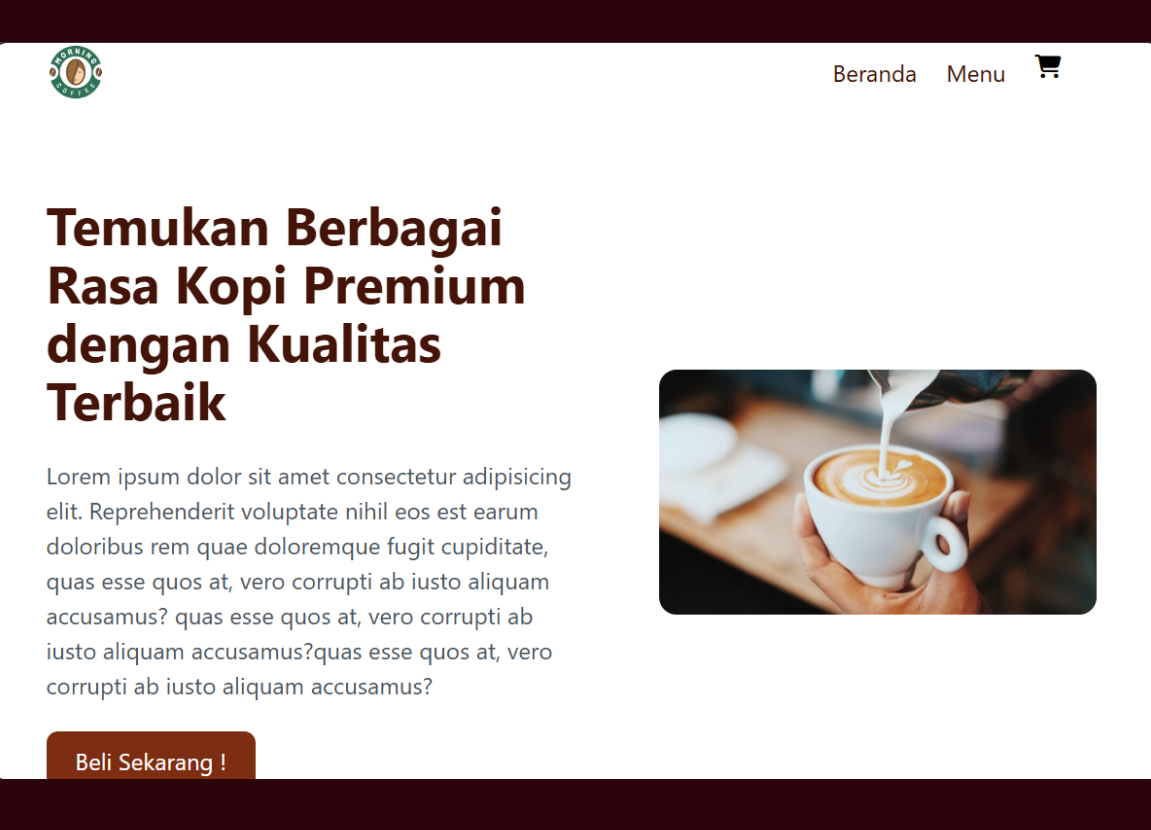 MORNING
COFFEE
Beranda Menu
Temukan Berbagai
Rasa Kopi Premium
dengan Kualitas
Terbaik
Lorem ipsum dolor sit amet consectetur adipisicing
elit. Reprehenderit voluptate nihil eos est earum
doloribus rem quae doloremque fugit cupiditate,
quas esse quos at, vero corrupti ab iusto aliquam
accusamus? quas esse quos at, vero corrupti ab
iusto aliquam accusamus?quas esse quos at, vero
corrupti ab iusto aliquam accusamus?
Beli Sekarang !